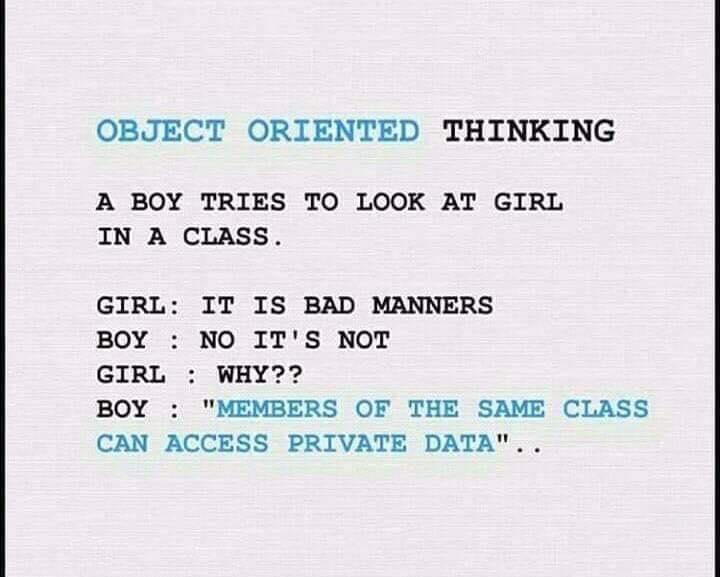 OBJECT ORIENTED THINKING
A BOY TRIES TO LOOK AT GIRL
IN A CLASS.
GIRL: IT IS BAD MANNERS
BOY : NO IT'S NOT
GIRL : WHY??
BOY : "MEMBERS OF THE SAME CLASS
CAN ACCESS PRIVATE DATA"..